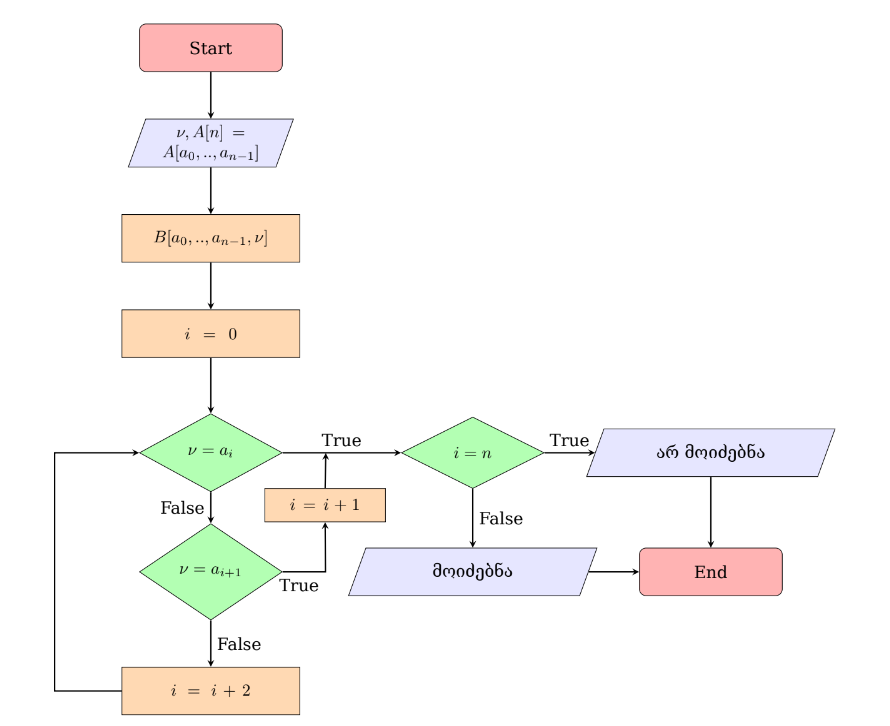 Start
ν, A[n] =
A[a₀, .., aₙ₋₁]
B[a₀, .., aₙ₋₁, ν]
i = 0
ν = aᵢ
True
i = n
True
არ მოიძებნა
False
i = i + 1
False
ν = aᵢ₊₁
True
მოიძებნა
End
False
i = i + 2